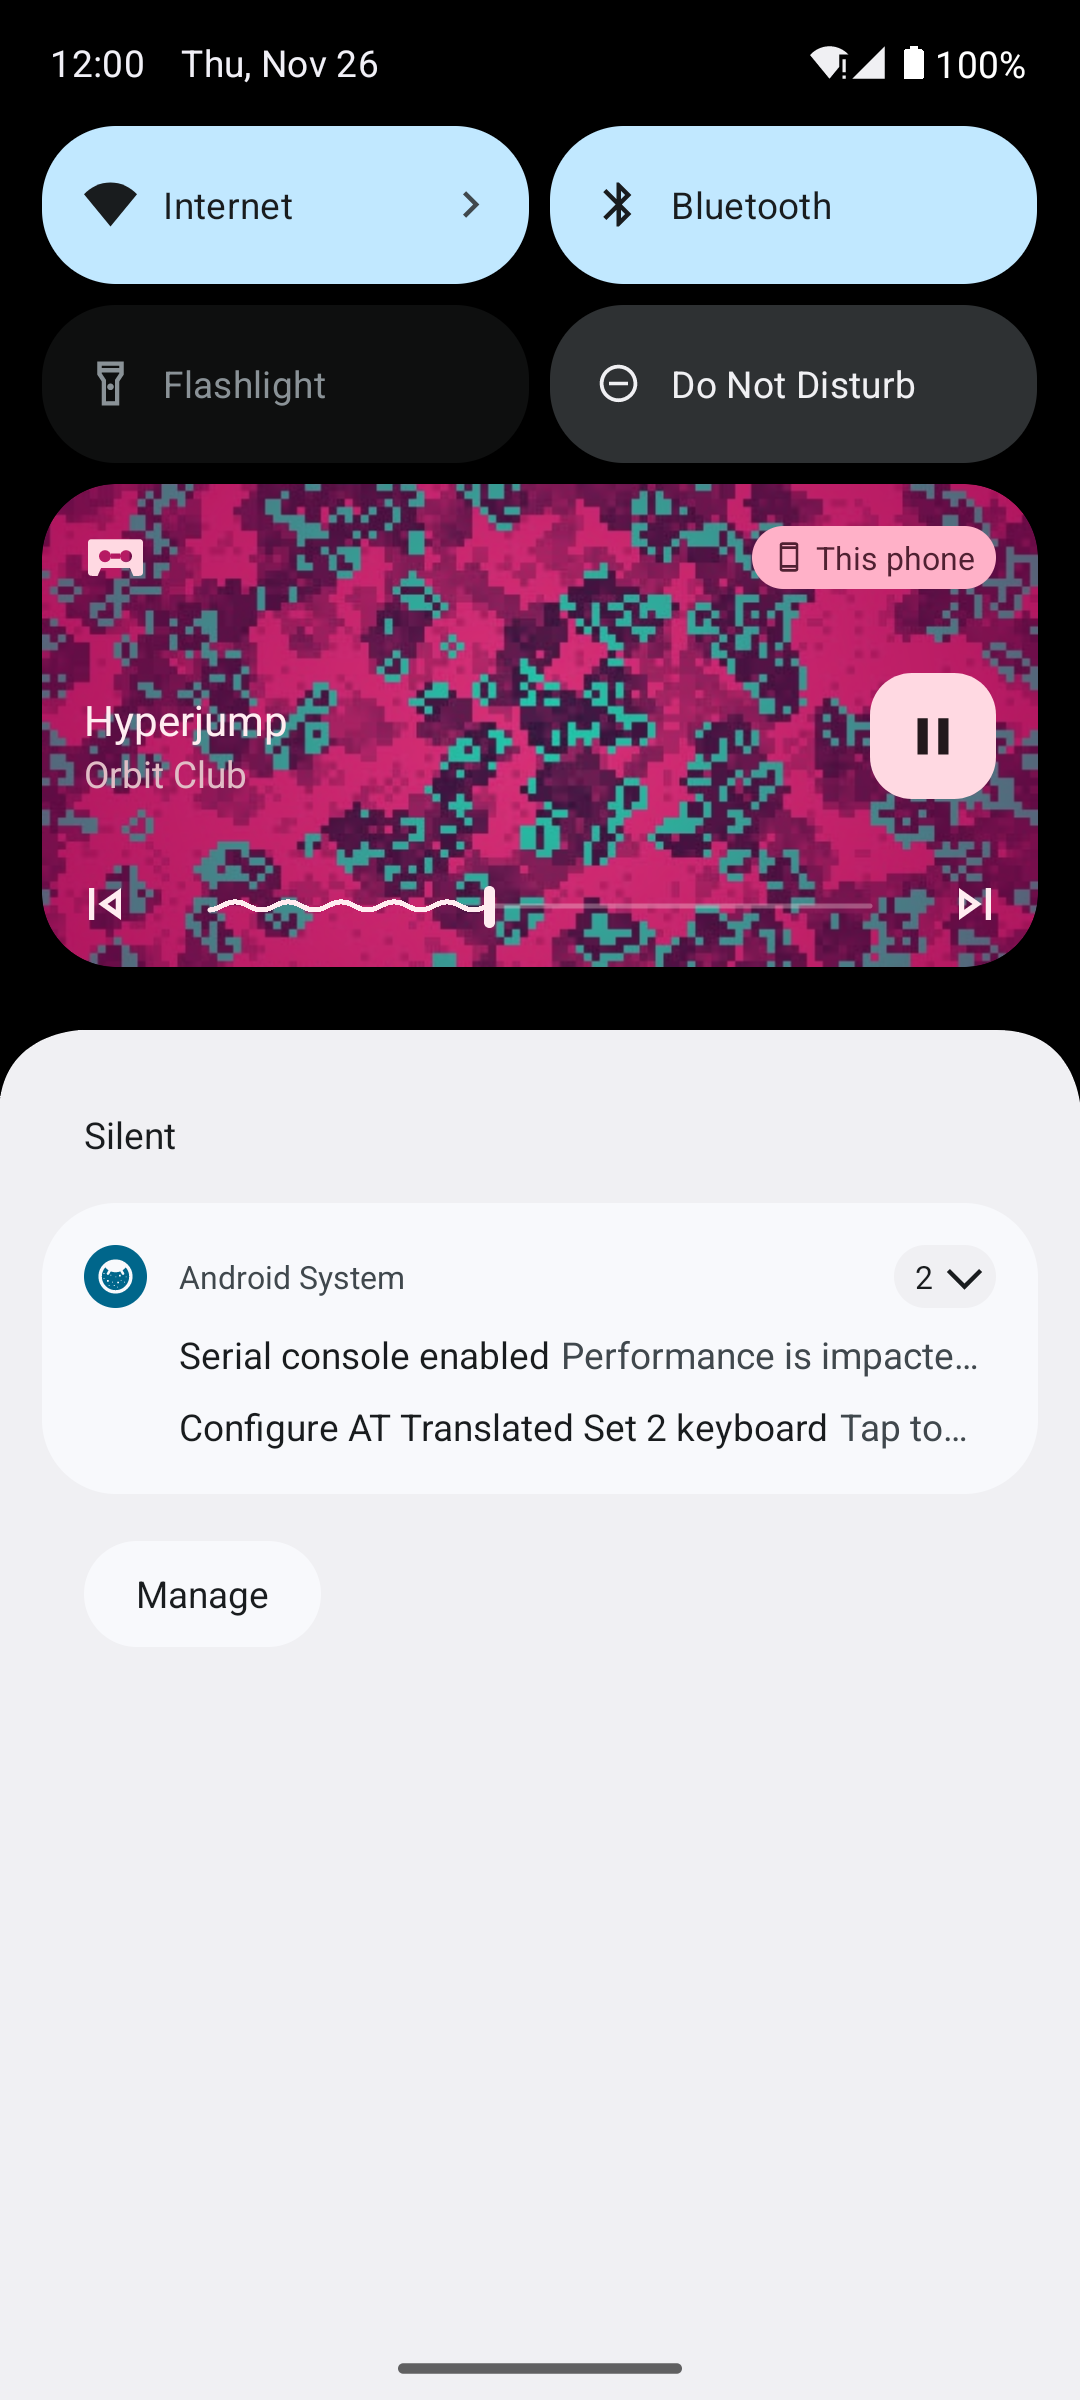 12:00 Thu, Nov 26 100%
Internet
Bluetooth
Flashlight
Do Not Disturb
This phone
Hyperjump
Orbit Club
Silent
Android System 2
Serial console enabled Performance is impacte…
Configure AT Translated Set 2 keyboard Tap to…
Manage